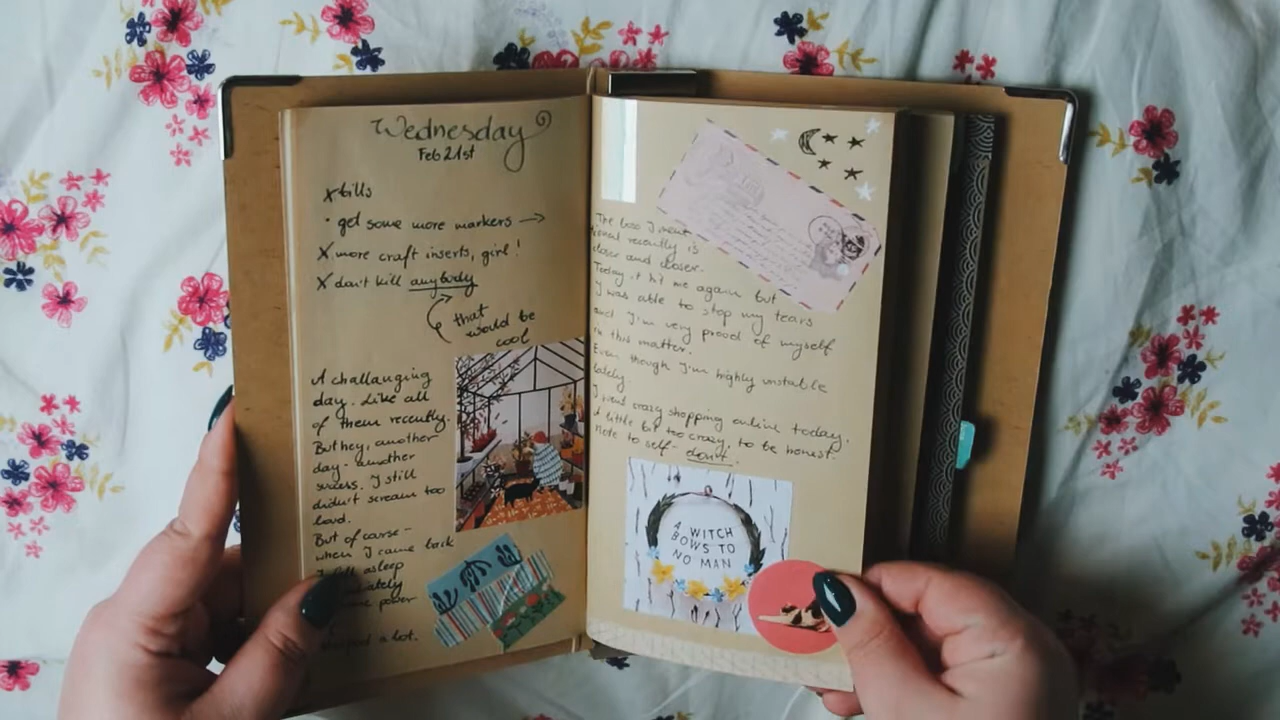 Wednesday
Feb 21st
x bills
· get some more markers →
X more craft inserts, girl!
X don't kill anybody
that
would be
cool
A challanging
day. Like all
of them recently.
But hey, another
day - another
success. I still
didn't scream too
loud.
But of course -
when I came back
I fell asleep
power
a lot.
The loss I
recently is
closer and closer.
Today it hit me again but
I was able to stop my tears
and I'm very proud of myself
in this matter.
Even though I'm highly unstable
lately
I went crazy shopping online today.
A little bit too crazy, to be honest.
Note to self - don't.
A WITCH
BOWS TO
NO MAN